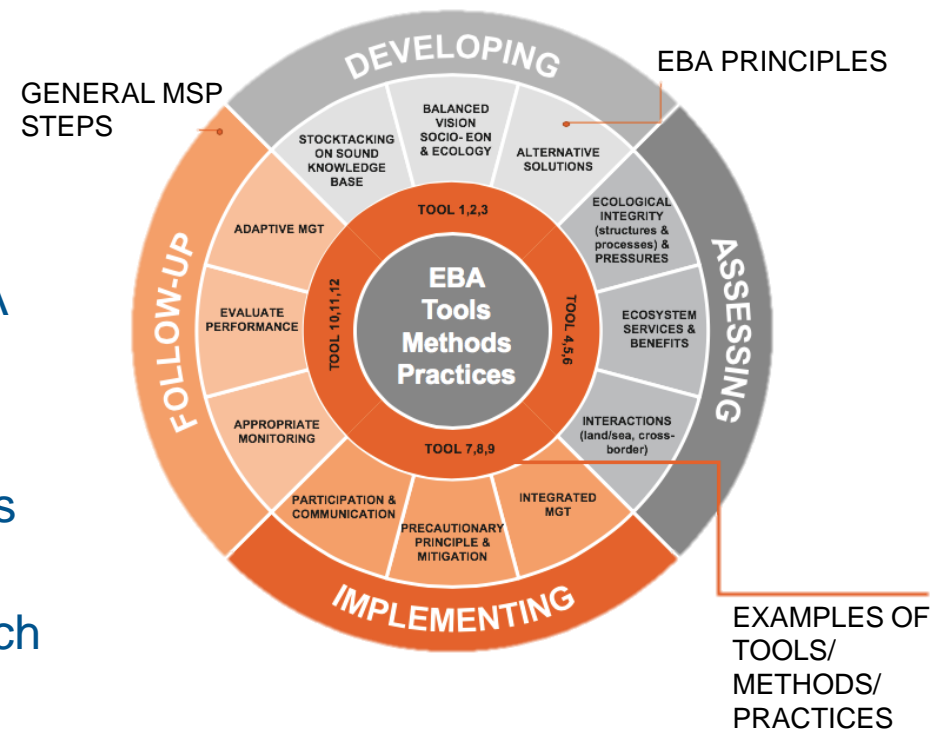 DEVELOPING
EBA PRINCIPLES
GENERAL MSP
STEPS
STOCKTACKING
ON SOUND
KNOWLEDGE
BASE
BALANCED
VISION
SOCIO- EON
& ECOLOGY
ALTERNATIVE
SOLUTIONS
TOOL 1,2,3
ECOLOGICAL
INTEGRITY
(structures &
processes) &
PRESSURES
ASSESSING
ECOSYSTEM
SERVICES &
BENEFITS
TOOL 4,5,6
INTERACTIONS
(land/sea, cross-
border)
EBA
Tools
Methods
Practices
FOLLOW-UP
ADAPTIVE MGT
EVALUATE
PERFORMANCE
TOOL 10,11,12
APPROPRIATE
MONITORING
TOOL 7,8,9
PARTICIPATION &
COMMUNICATION
PRECAUTIONARY
PRINCIPLE &
MITIGATION
INTEGRATED
MGT
IMPLEMENTING
EXAMPLES OF
TOOLS/
METHODS/
PRACTICES
A
s
ch